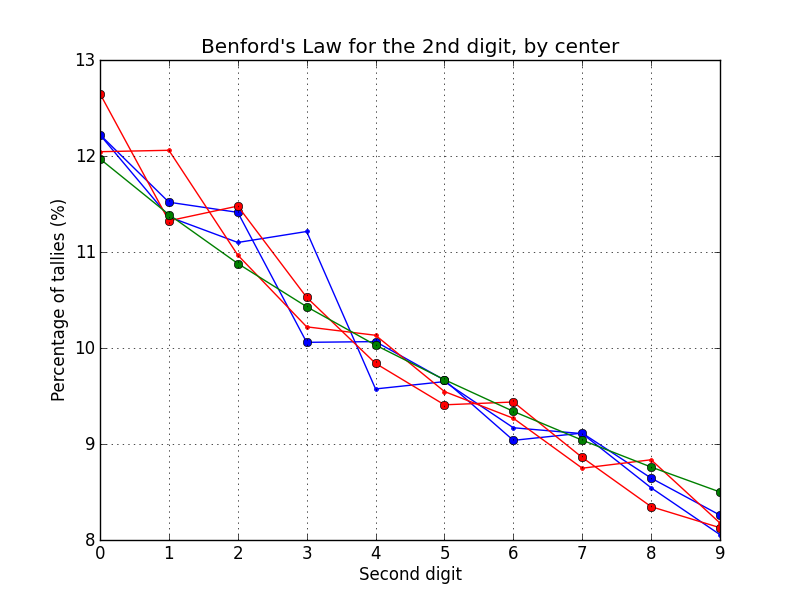 Benford's Law for the 2nd digit, by center
13
12
11
10
9
8
Percentage of tallies (%)
0 1 2 3 4 5 6 7 8 9
Second digit